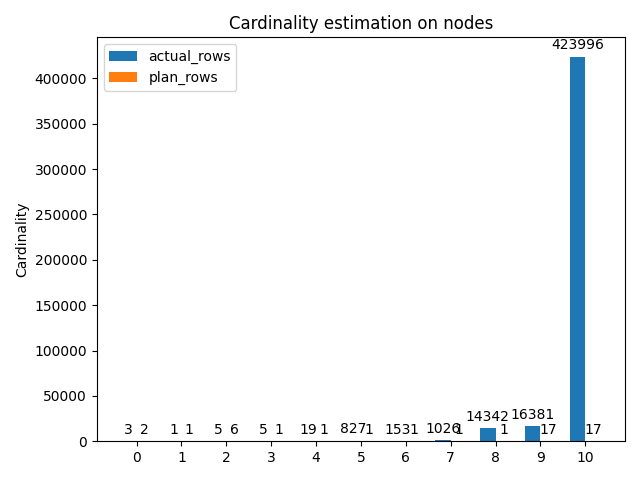 Cardinality estimation on nodes
actual_rows
plan_rows
423996
400000
350000
300000
250000
200000
150000
100000
50000
0
Cardinality
3 2 1 1 5 6 5 1 19 1 827 1 1531 1026 1 14342 1 16381 17 17
0 1 2 3 4 5 6 7 8 9 10